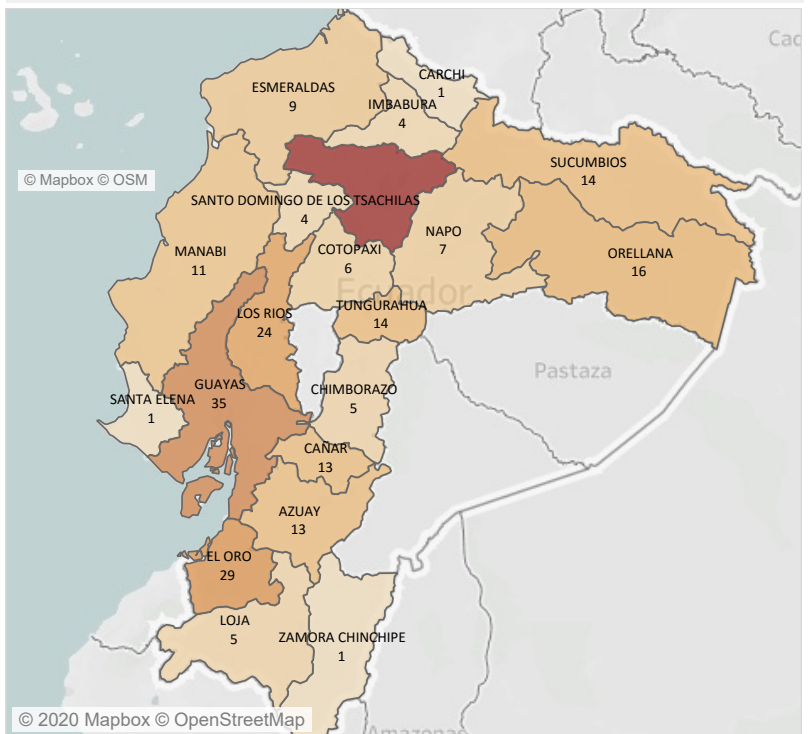 Cac
CARCHI
1
ESMERALDAS
9
IMBABURA
4
SUCUMBIOS
14
© Mapbox © OSM
SANTO DOMINGO DE LOS TSACHILAS
4
NAPO
7
MANABI
11
COTOPAXI
6
ORELLANA
16
Ecuador
TUNGURAHUA
14
LOS RIOS
24
Pastaza
GUAYAS
35
CHIMBORAZO
5
SANTA ELENA
1
CAÑAR
13
AZUAY
13
EL ORO
29
LOJA
5
ZAMORA CHINCHIPE
1
© 2020 Mapbox © OpenStreetMap
Amazonas